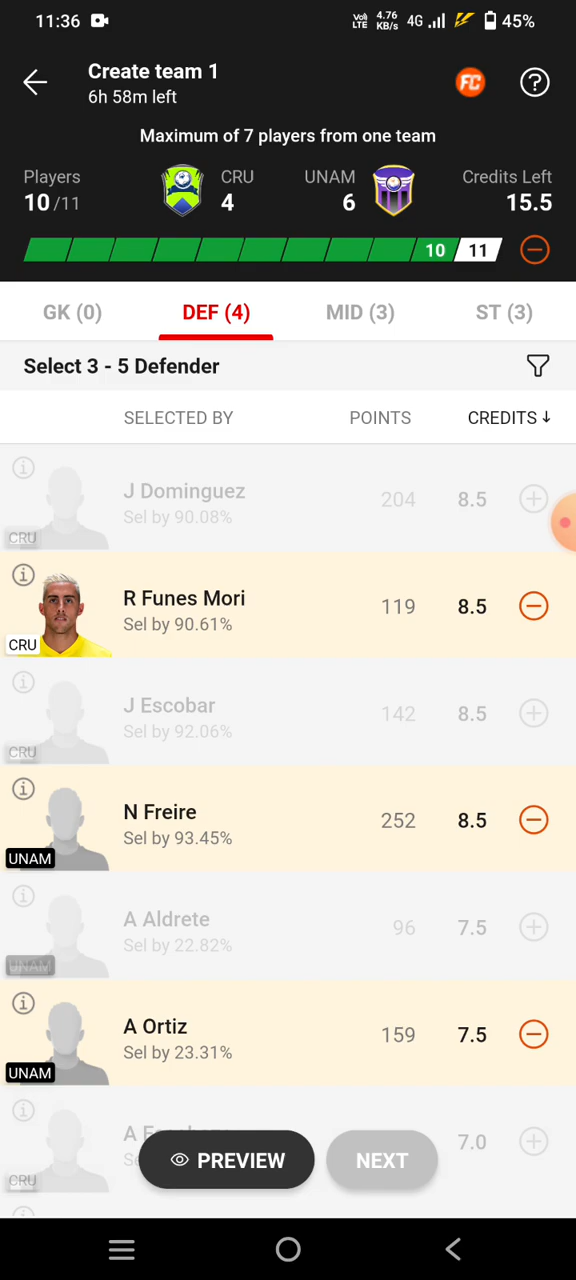 11:36 Vo) LTE 4.76 KB/s 4G 45%
Create team 1
6h 58m left
FC
?
Maximum of 7 players from one team
Players CRU UNAM Credits Left
10/11 4 6 15.5
10 11
GK (0) DEF (4) MID (3) ST (3)
Select 3 - 5 Defender
SELECTED BY POINTS CREDITS↓
J Dominguez 204 8.5
Sel by 90.08%
CRU
R Funes Mori 119 8.5
Sel by 90.61%
CRU
J Escobar 142 8.5
Sel by 92.06%
CRU
N Freire 252 8.5
Sel by 93.45%
UNAM
A Aldrete 96 7.5
Sel by 22.82%
UNAM
A Ortiz 159 7.5
Sel by 23.31%
UNAM
A 7.0
CRU
PREVIEW NEXT